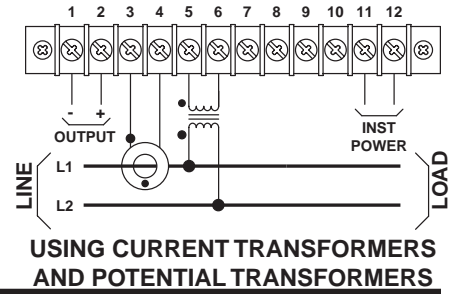 1 2 3 4 5 6 7 8 9 10 11 12
- +
OUTPUT
INST
POWER
LINE
L1
L2
LOAD
USING CURRENT TRANSFORMERS
AND POTENTIAL TRANSFORMERS